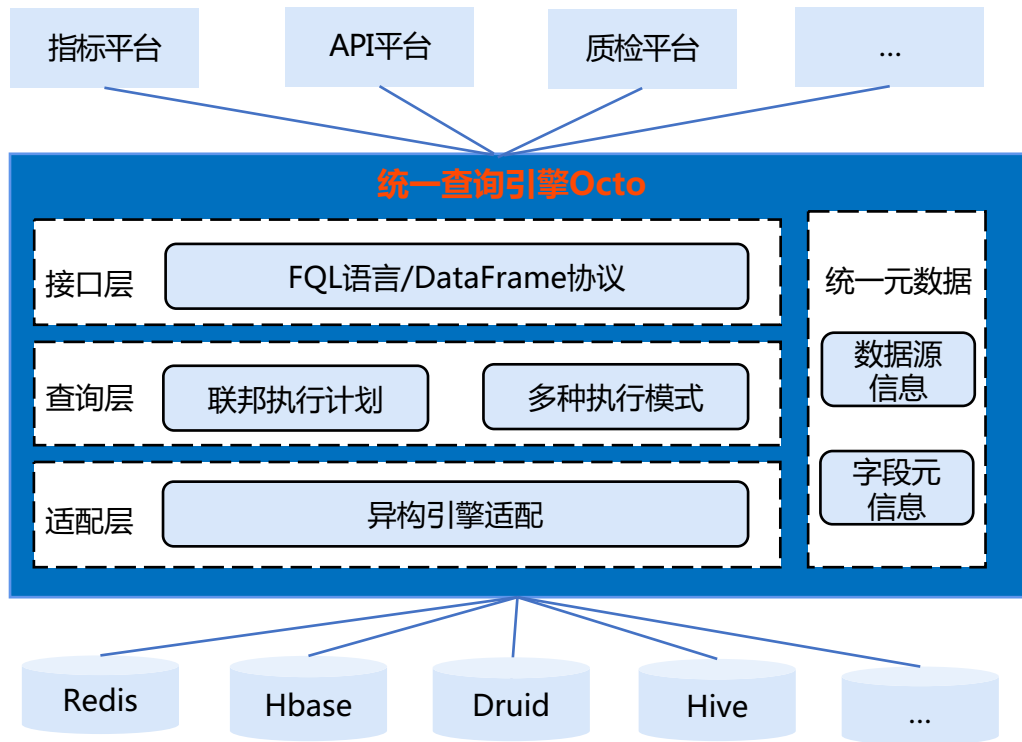 指标平台
API平台
质检平台
...
统一查询引擎Octo
接口层
FQL语言/DataFrame协议
查询层
联邦执行计划
多种执行模式
适配层
异构引擎适配
统一元数据
数据源
信息
字段元
信息
Redis
Hbase
Druid
Hive
...